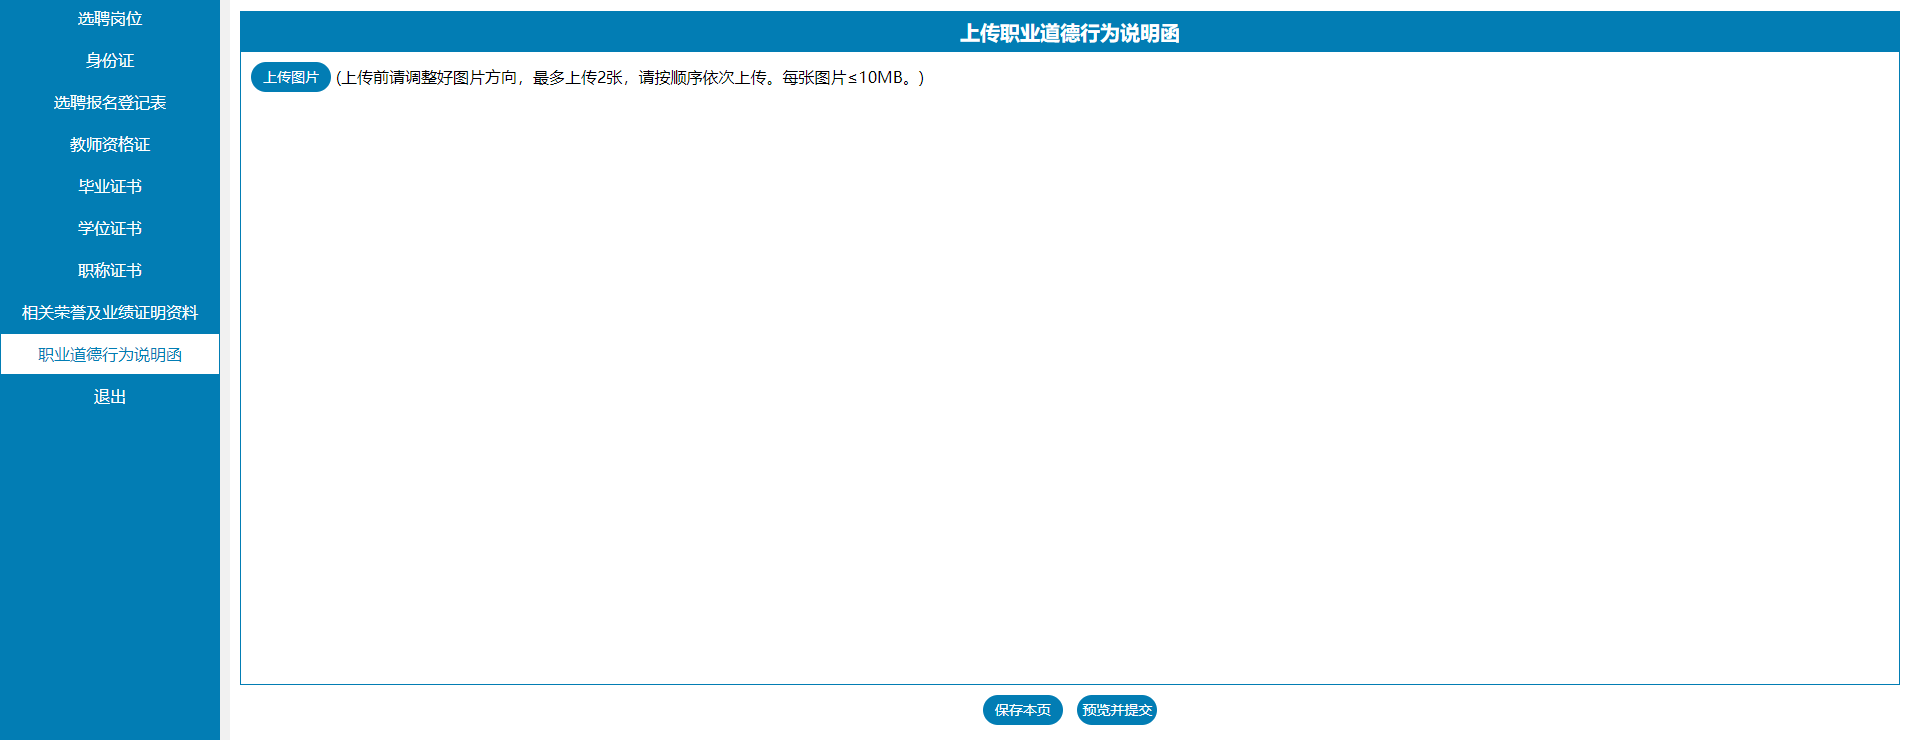 选聘岗位
身份证
选聘报名登记表
教师资格证
毕业证书
学位证书
职称证书
相关荣誉及业绩证明资料
职业道德行为说明函
退出
上传职业道德行为说明函
上传图片 (上传前请调整好图片方向，最多上传2张，请按顺序依次上传。每张图片≤10MB。)
保存本页 预览并提交